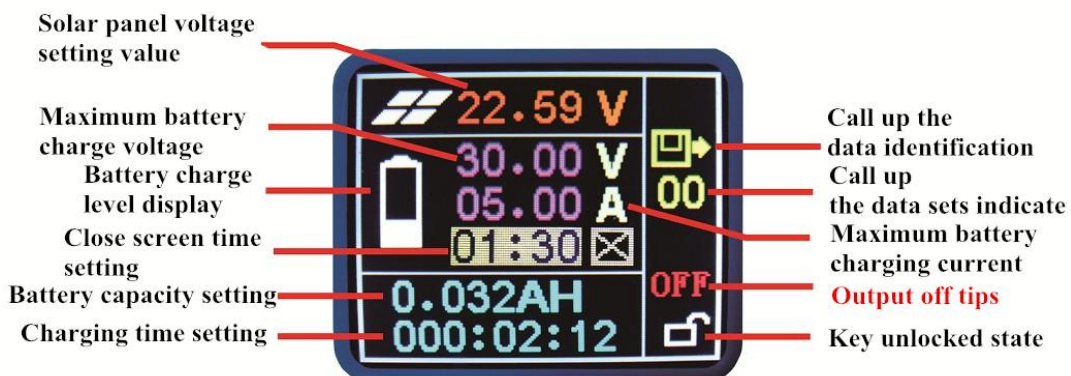 Solar panel voltage
setting value
Maximum battery
charge voltage
Battery charge
level display
Close screen time
setting
Battery capacity setting
Charging time setting
22.59 V
30.00 V
05.00 A
01:30
0.032AH
000:02:12
00
OFF
Call up the
data identification
Call up
the data sets indicate
Maximum battery
charging current
Output off tips
Key unlocked state